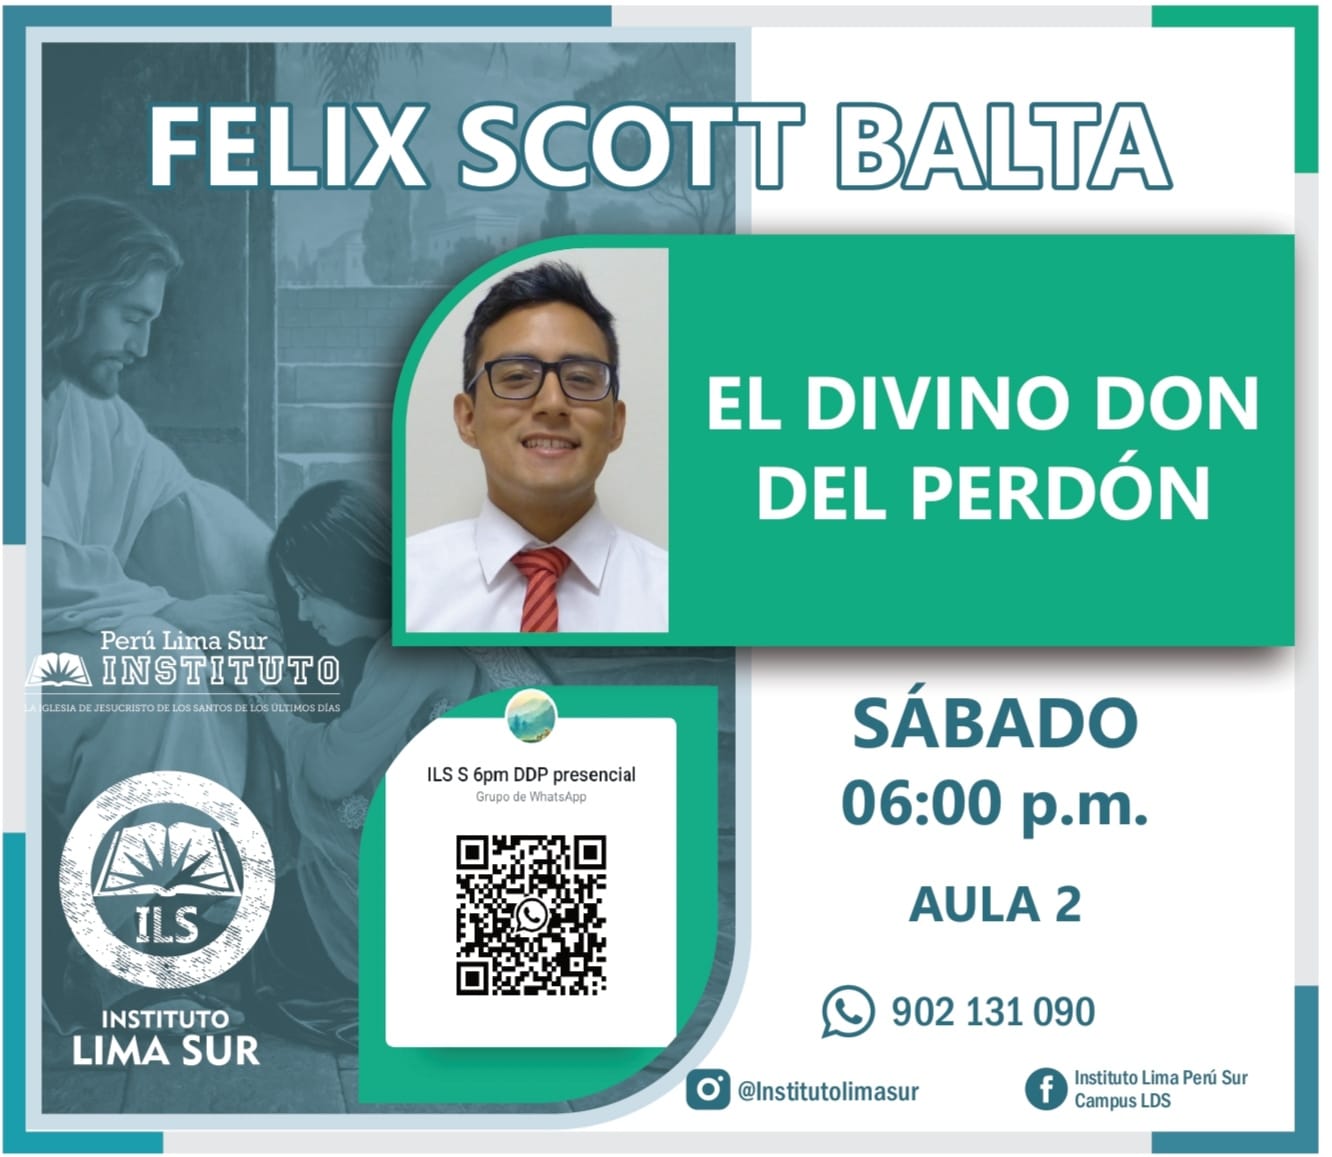 FELIX SCOTT BALTA
EL DIVINO DON
DEL PERDÓN
Perú Lima Sur
INSTITUTO
LA IGLESIA DE JESUCRISTO DE LOS SANTOS DE LOS ÚLTIMOS DÍAS
ILS
INSTITUTO
LIMA SUR
ILS S 6pm DDP presencial
Grupo de WhatsApp
SÁBADO
06:00 p.m.
AULA 2
902 131 090
@Institutolimasur
Instituto Lima Perú Sur
Campus LDS